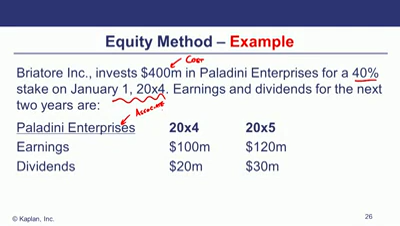 Equity Method – Example
Cost
Briatore Inc., invests $400m in Paladini Enterprises for a 40%
stake on January 1, 20x4. Earnings and dividends for the next
two years are:
Associate
Paladini Enterprises 20x4 20x5
Earnings $100m $120m
Dividends $20m $30m
© Kaplan, Inc. 26